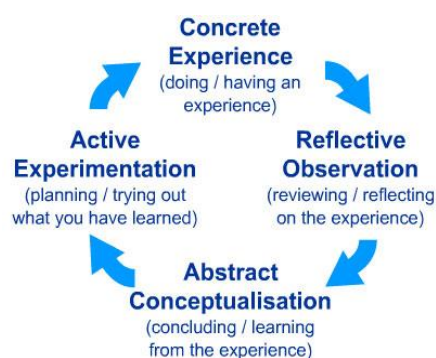 Concrete
Experience
(doing / having an
experience)
Reflective
Observation
(reviewing / reflecting
on the experience)
Abstract
Conceptualisation
(concluding / learning
from the experience)
Active
Experimentation
(planning / trying out
what you have learned)